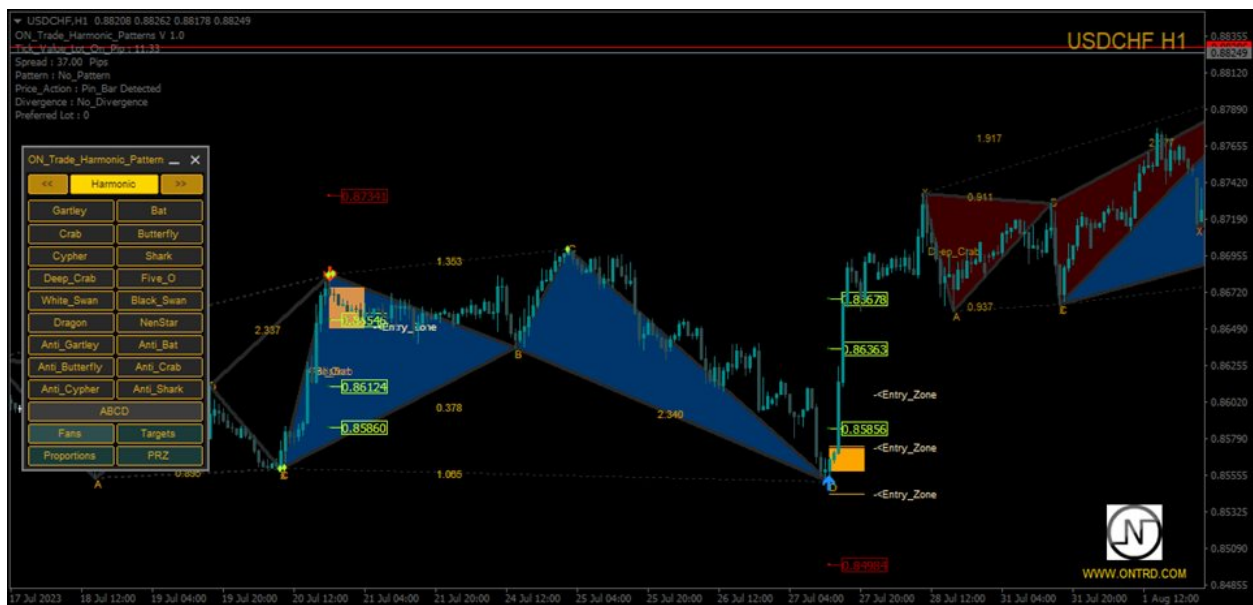 USDCHF,H1 0.88208 0.88262 0.88178 0.88249
ON_Trade_Harmonic_Patterns V 1.0
Tick_Value_Lot_On_Pip : 11.33
Spread : 37.00 Pips
Pattern : No_Pattern
Price_Action : Pin_Bar Detected
Divergence : No_Divergence
Preferred Lot : 0
USDCHF H1
ON_Trade_Harmonic_Pattern
<< Harmonic >>
Gartley Bat
Crab Butterfly
Cypher Shark
Deep_Crab Five_O
White_Swan Black_Swan
Dragon NenStar
Anti_Gartley Anti_Bat
Anti_Butterfly Anti_Crab
Anti_Cypher Anti_Shark
ABCD
Fans Targets
Proportions PRZ
A
0.895
2.337
0.87341
0.86546
-<Entry_Zone
0.86124
0.85860
1.353
C
B
0.378
1.065
2.340
D
0.88678
0.86363
-<Entry_Zone
0.85856
-<Entry_Zone
-<Entry_Zone
0.84984
1.917
X
0.911
B
Deep_Crab
0.937
A
X
WWW.ONTRD.COM
0.88355
0.88249
0.88120
0.87890
0.87655
0.87420
0.87190
0.86955
0.86720
0.86490
0.86255
0.86020
0.85790
0.85555
0.85325
0.85090
0.84855
17 Jul 2023 18 Jul 12:00 19 Jul 04:00 19 Jul 20:00 20 Jul 12:00 21 Jul 04:00 21 Jul 20:00 24 Jul 12:00 25 Jul 04:00 25 Jul 20:00 26 Jul 12:00 27 Jul 04:00 27 Jul 20:00 28 Jul 12:00 31 Jul 04:00 31 Jul 20:00 1 Aug 12:00